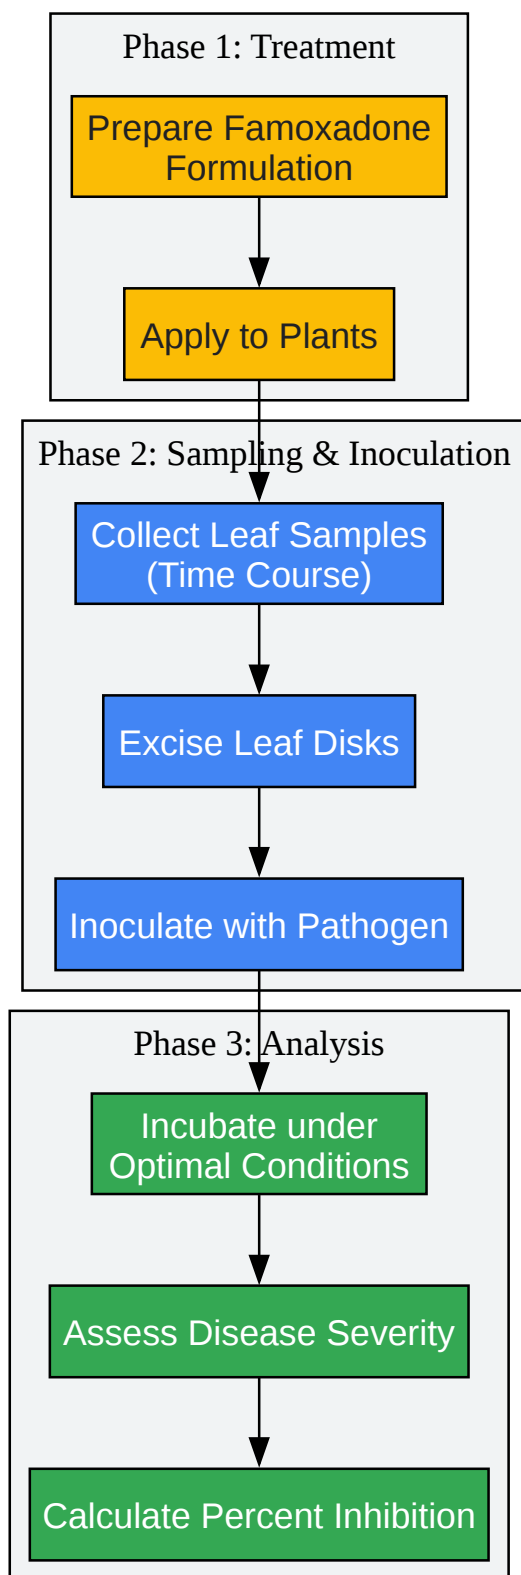 Phase 1: Treatment
Prepare Famoxadone
Formulation
Apply to Plants
Phase 2: Sampling & Inoculation
Collect Leaf Samples
(Time Course)
Excise Leaf Disks
Inoculate with Pathogen
Phase 3: Analysis
Incubate under
Optimal Conditions
Assess Disease Severity
Calculate Percent Inhibition